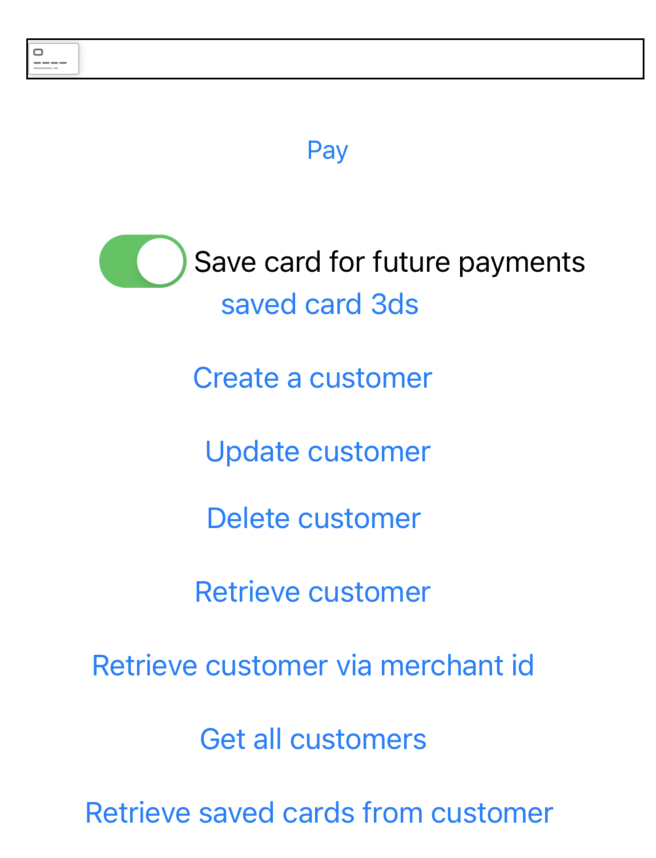 Pay
Save card for future payments
saved card 3ds
Create a customer
Update customer
Delete customer
Retrieve customer
Retrieve customer via merchant id
Get all customers
Retrieve saved cards from customer